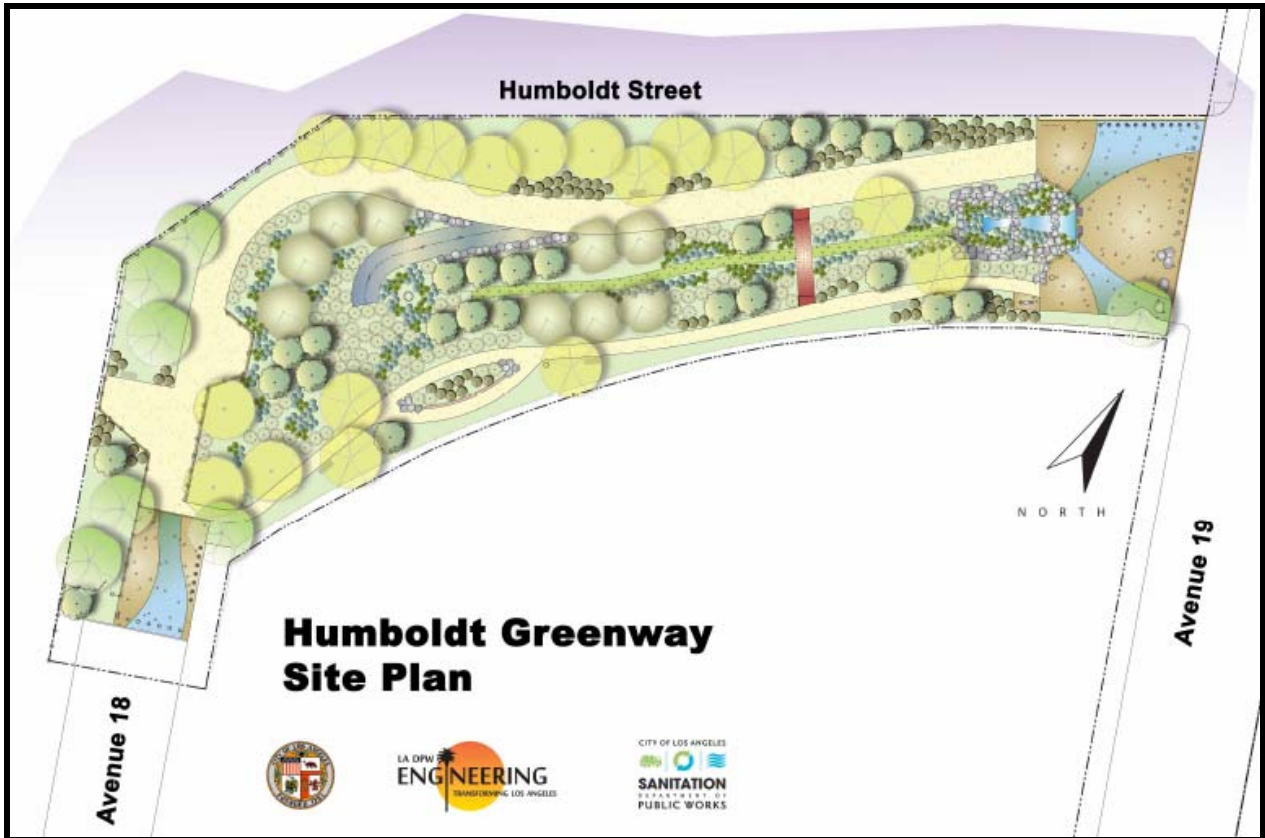 Humboldt Street
NORTH
Avenue 19
Humboldt Greenway
Site Plan
Avenue 18
LA DPW
ENGINEERING
TRANSFORMING LOS ANGELES
CITY OF LOS ANGELES
SANITATION
DEPARTMENT OF
PUBLIC WORKS